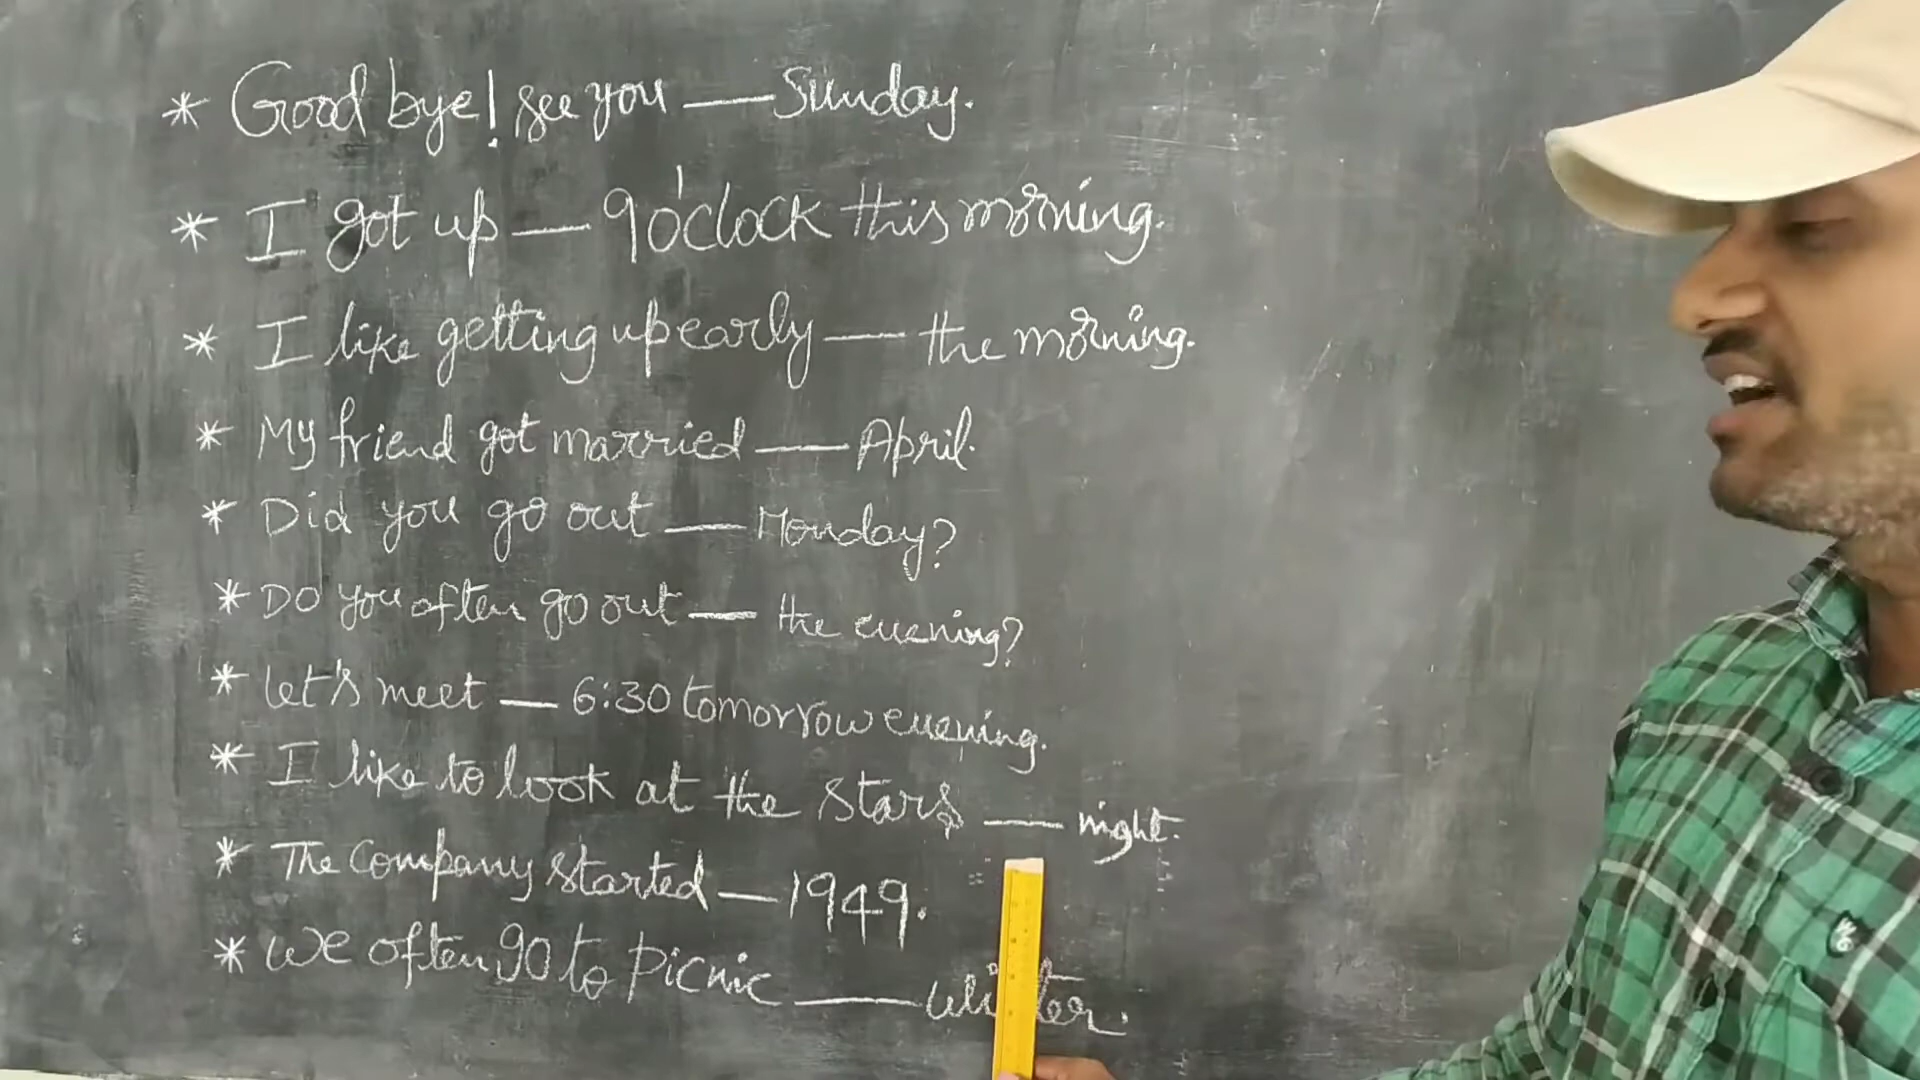 * Good bye! see you — Sunday.
* I got up — 9 o'clock this morning.
* I like getting up early — the morning.
* My friend got married — April.
* Did you go out — Monday?
* Do you often go out — the evening?
* Let's meet — 6:30 tomorrow evening.
* I like to look at the stars — night.
* The Company started — 1949.
* We often go to Picnic — winter.